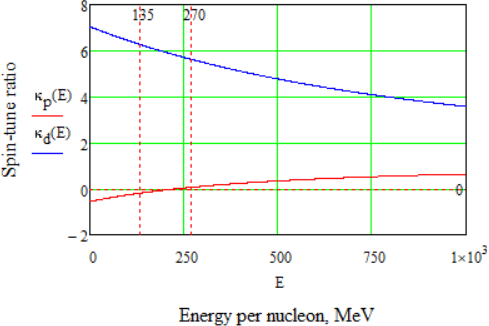 8
135 270
6
Spin-tune ratio
κp(E)
4
κd(E)
2
0 0
−2
0 250 500 750 1×10³
E
Energy per nucleon, MeV